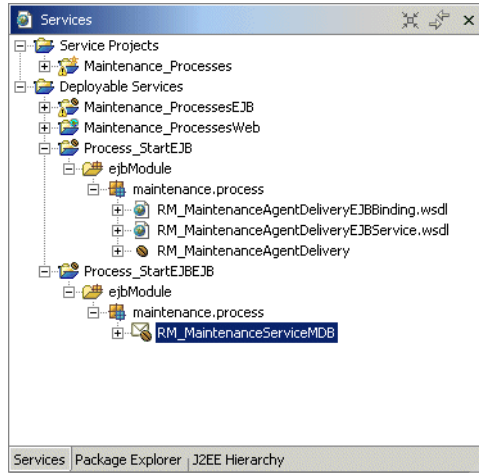 Services
Service Projects
Maintenance_Processes
Deployable Services
Maintenance_ProcessesEJB
Maintenance_ProcessesWeb
Process_StartEJB
ejbModule
maintenance.process
RM_MaintenanceAgentDeliveryEJBBinding.wsdl
RM_MaintenanceAgentDeliveryEJBService.wsdl
RM_MaintenanceAgentDelivery
Process_StartEJBEJB
ejbModule
maintenance.process
RM_MaintenanceServiceMDB
Services Package Explorer J2EE Hierarchy